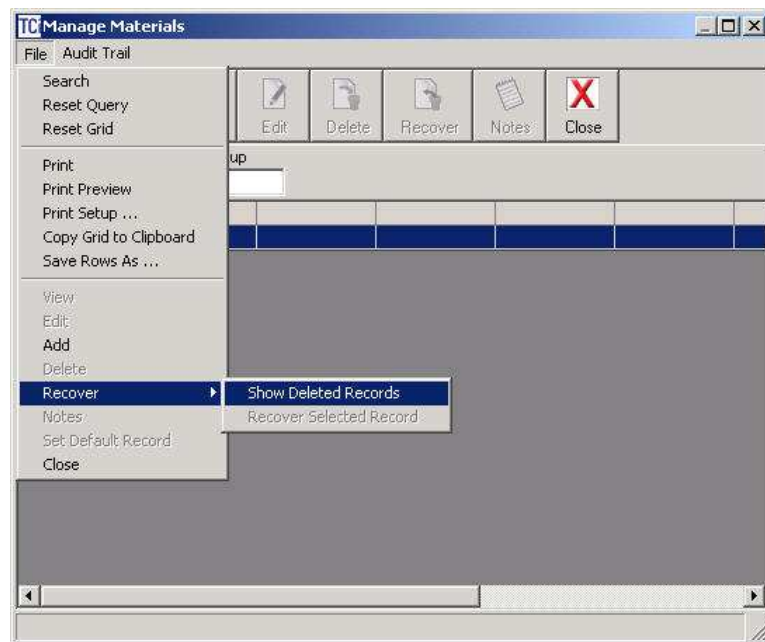 TC Manage Materials
File Audit Trail
Search
Reset Query
Reset Grid
Edit Delete Recover Notes Close
up
Print
Print Preview
Print Setup ...
Copy Grid to Clipboard
Save Rows As ...
View
Edit
Add
Delete
Recover Show Deleted Records
Notes Recover Selected Record
Set Default Record
Close